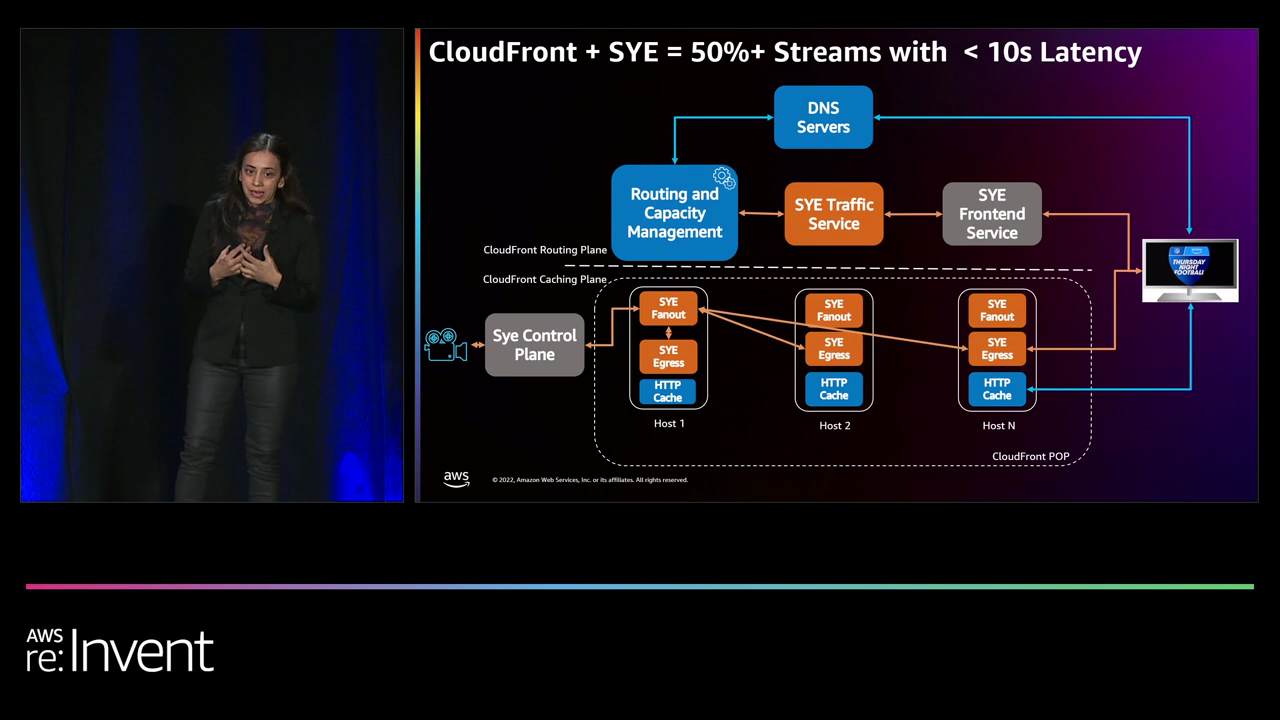 CloudFront + SYE = 50%+ Streams with < 10s Latency
DNS
Servers
Routing and
Capacity
Management
SYE Traffic
Service
SYE
Frontend
Service
CloudFront Routing Plane
CloudFront Caching Plane
THURSDAY
NIGHT
FOOTBALL
Sye Control
Plane
SYE
Fanout
SYE
Egress
HTTP
Cache
Host 1
SYE
Fanout
SYE
Egress
HTTP
Cache
Host 2
SYE
Fanout
SYE
Egress
HTTP
Cache
Host N
CloudFront POP
aws
© 2022, Amazon Web Services, Inc. or its affiliates. All rights reserved.
AWS
re:Invent